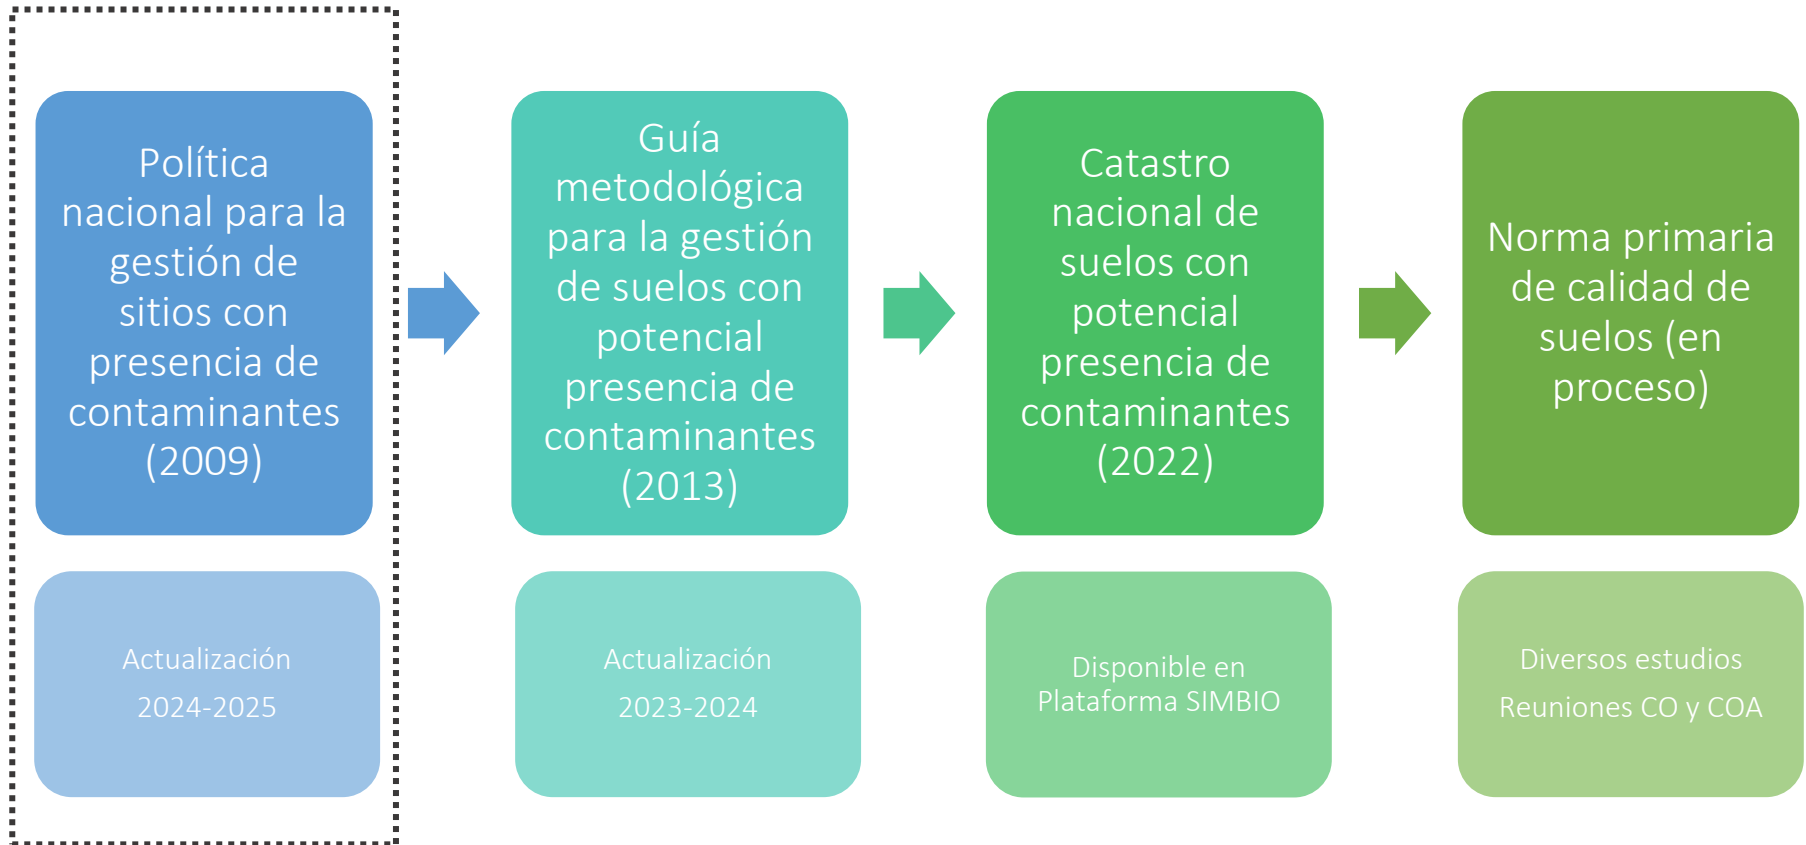 Política
nacional para la
gestión de
sitios con
presencia de
contaminantes
(2009)
Guía
metodológica
para la gestión
de suelos con
potencial
presencia de
contaminantes
(2013)
Catastro
nacional de
suelos con
potencial
presencia de
contaminantes
(2022)
Norma primaria
de calidad de
suelos (en
proceso)
Actualización
2024-2025
Actualización
2023-2024
Disponible en
Plataforma SIMBIO
Diversos estudios
Reuniones CO y COA